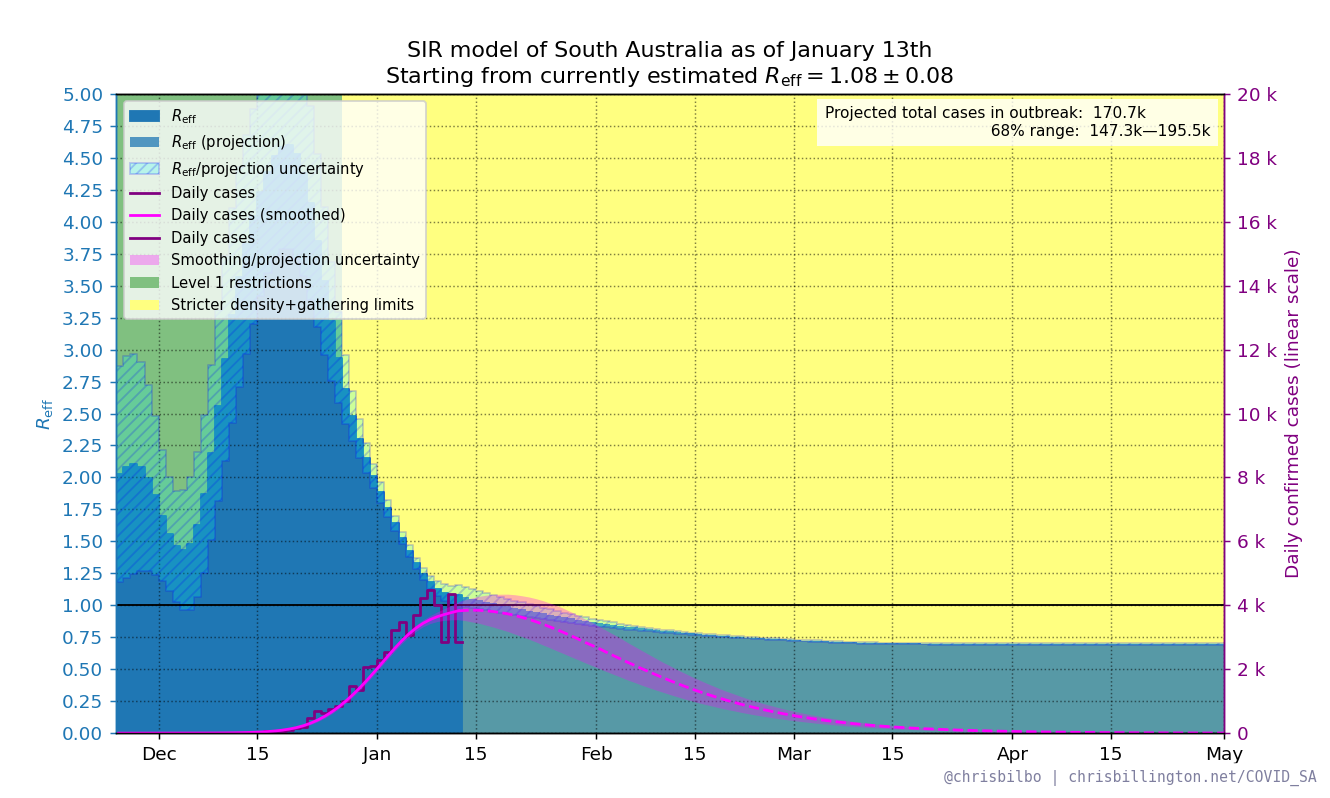 SIR model of South Australia as of January 13th
Starting from currently estimated R_eff = 1.08 ± 0.08
Projected total cases in outbreak: 170.7k
68% range: 147.3k—195.5k
R_eff
R_eff (projection)
R_eff/projection uncertainty
Daily cases
Daily cases (smoothed)
Daily cases
Smoothing/projection uncertainty
Level 1 restrictions
Stricter density+gathering limits
5.00
4.75
4.50
4.25
4.00
3.75
3.50
3.25
3.00
2.75
2.50
2.25
2.00
1.75
1.50
1.25
1.00
0.75
0.50
0.25
0.00
R_eff
20 k
18 k
16 k
14 k
12 k
10 k
8 k
6 k
4 k
2 k
0
Daily confirmed cases (linear scale)
Dec 15 Jan 15 Feb 15 Mar 15 Apr 15 May
@chrisbilbo | chrisbillington.net/COVID_SA